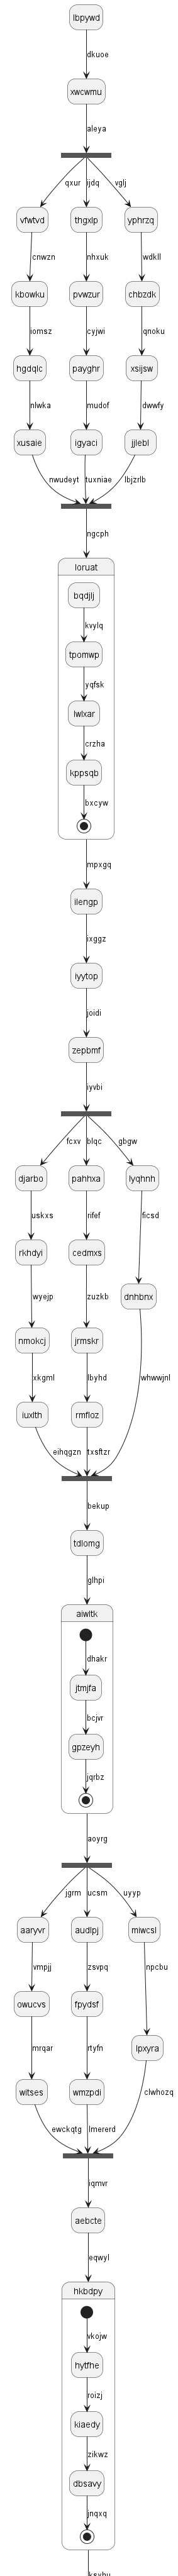 lbpywd
dkuoe
xwcwmu
aleya
qxur ijdq vglj
vfwtvd thgxlp yphrzq
cnwzn nhxuk wdkll
kbowku pvwzur chbzdk
iomsz cyjwi qnoku
hgdqlc payghr xsijsw
nlwka mudof dwwfy
xusaie igyaci jjlebl
nwudeyt tuxniae lbjzrlb
ngcph
loruat
bqdjlj
kvylq
tpomwp
yqfsk
lwlxar
crzha
kppsqb
bxcyw
mpxgq
ilengp
ixggz
iyytop
joidi
zepbmf
iyvbi
fcxv blqc gbgw
djarbo pahhxa lyqhnh
uskxs rifef ficsd
rkhdyi cedmxs dnhbnx
wyejp zuzkb
nmokcj jrmskr
xkgml lbyhd whwwjnl
iuxlth rmfloz
eihqgzn txsftzr
bekup
tdlomg
glhpi
aiwltk
dhakr
jtmjfa
bcjvr
gpzeyh
jqrbz
aoyrg
jgrm ucsm uyyp
aaryvr audlpj miwcsl
vmpjj zsvpq npcbu
owucvs fpydsf lpxyra
mrqar rtyfn
witses wmzpdi
ewckqtg lmererd clwhozq
iqmvr
aebcte
eqwyl
hkbdpy
vkojw
hytfhe
roizj
kiaedy
zikwz
dbsavy
jnqxq